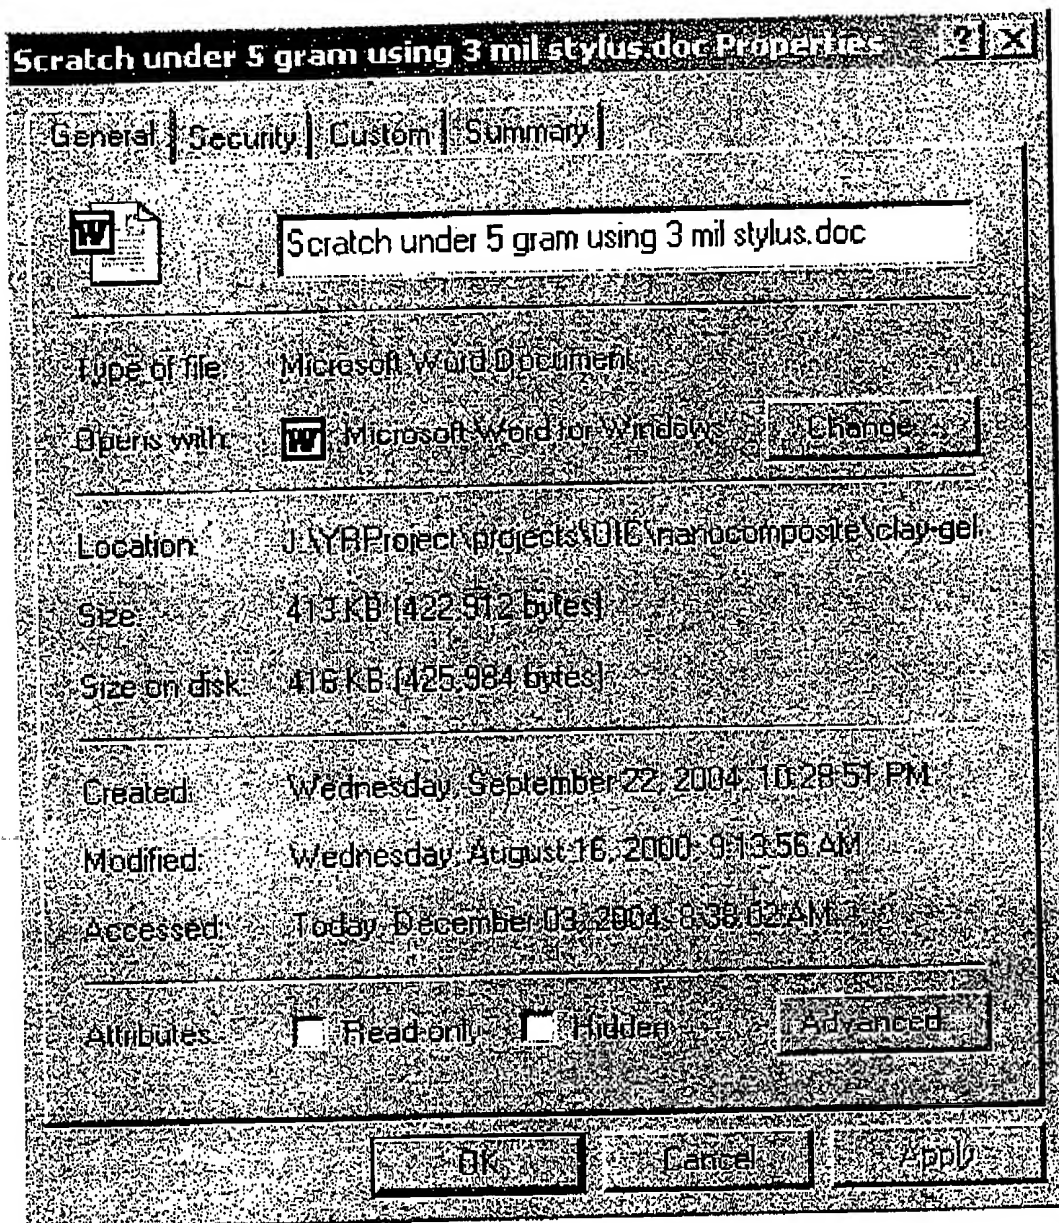 Scratch under 5 gram using 3 mil stylus.doc Properties
General Security Custom Summary
Scratch under 5 gram using 3 mil stylus.doc
Type of file: Microsoft Word Document
Opens with: Microsoft Word for Windows Change...
Location: J:\YRProject\projects\OIC\nanocomposite\clay-gel
Size: 413 KB (422,912 bytes)
Size on disk: 416 KB (425,984 bytes)
Created: Wednesday, September 22, 2004, 10:28:51 PM
Modified: Wednesday, August 16, 2000, 9:13:56 AM
Accessed: Today, December 03, 2004, 8:38:02 AM
Attributes: Read-only Hidden Advanced...
OK Cancel Apply